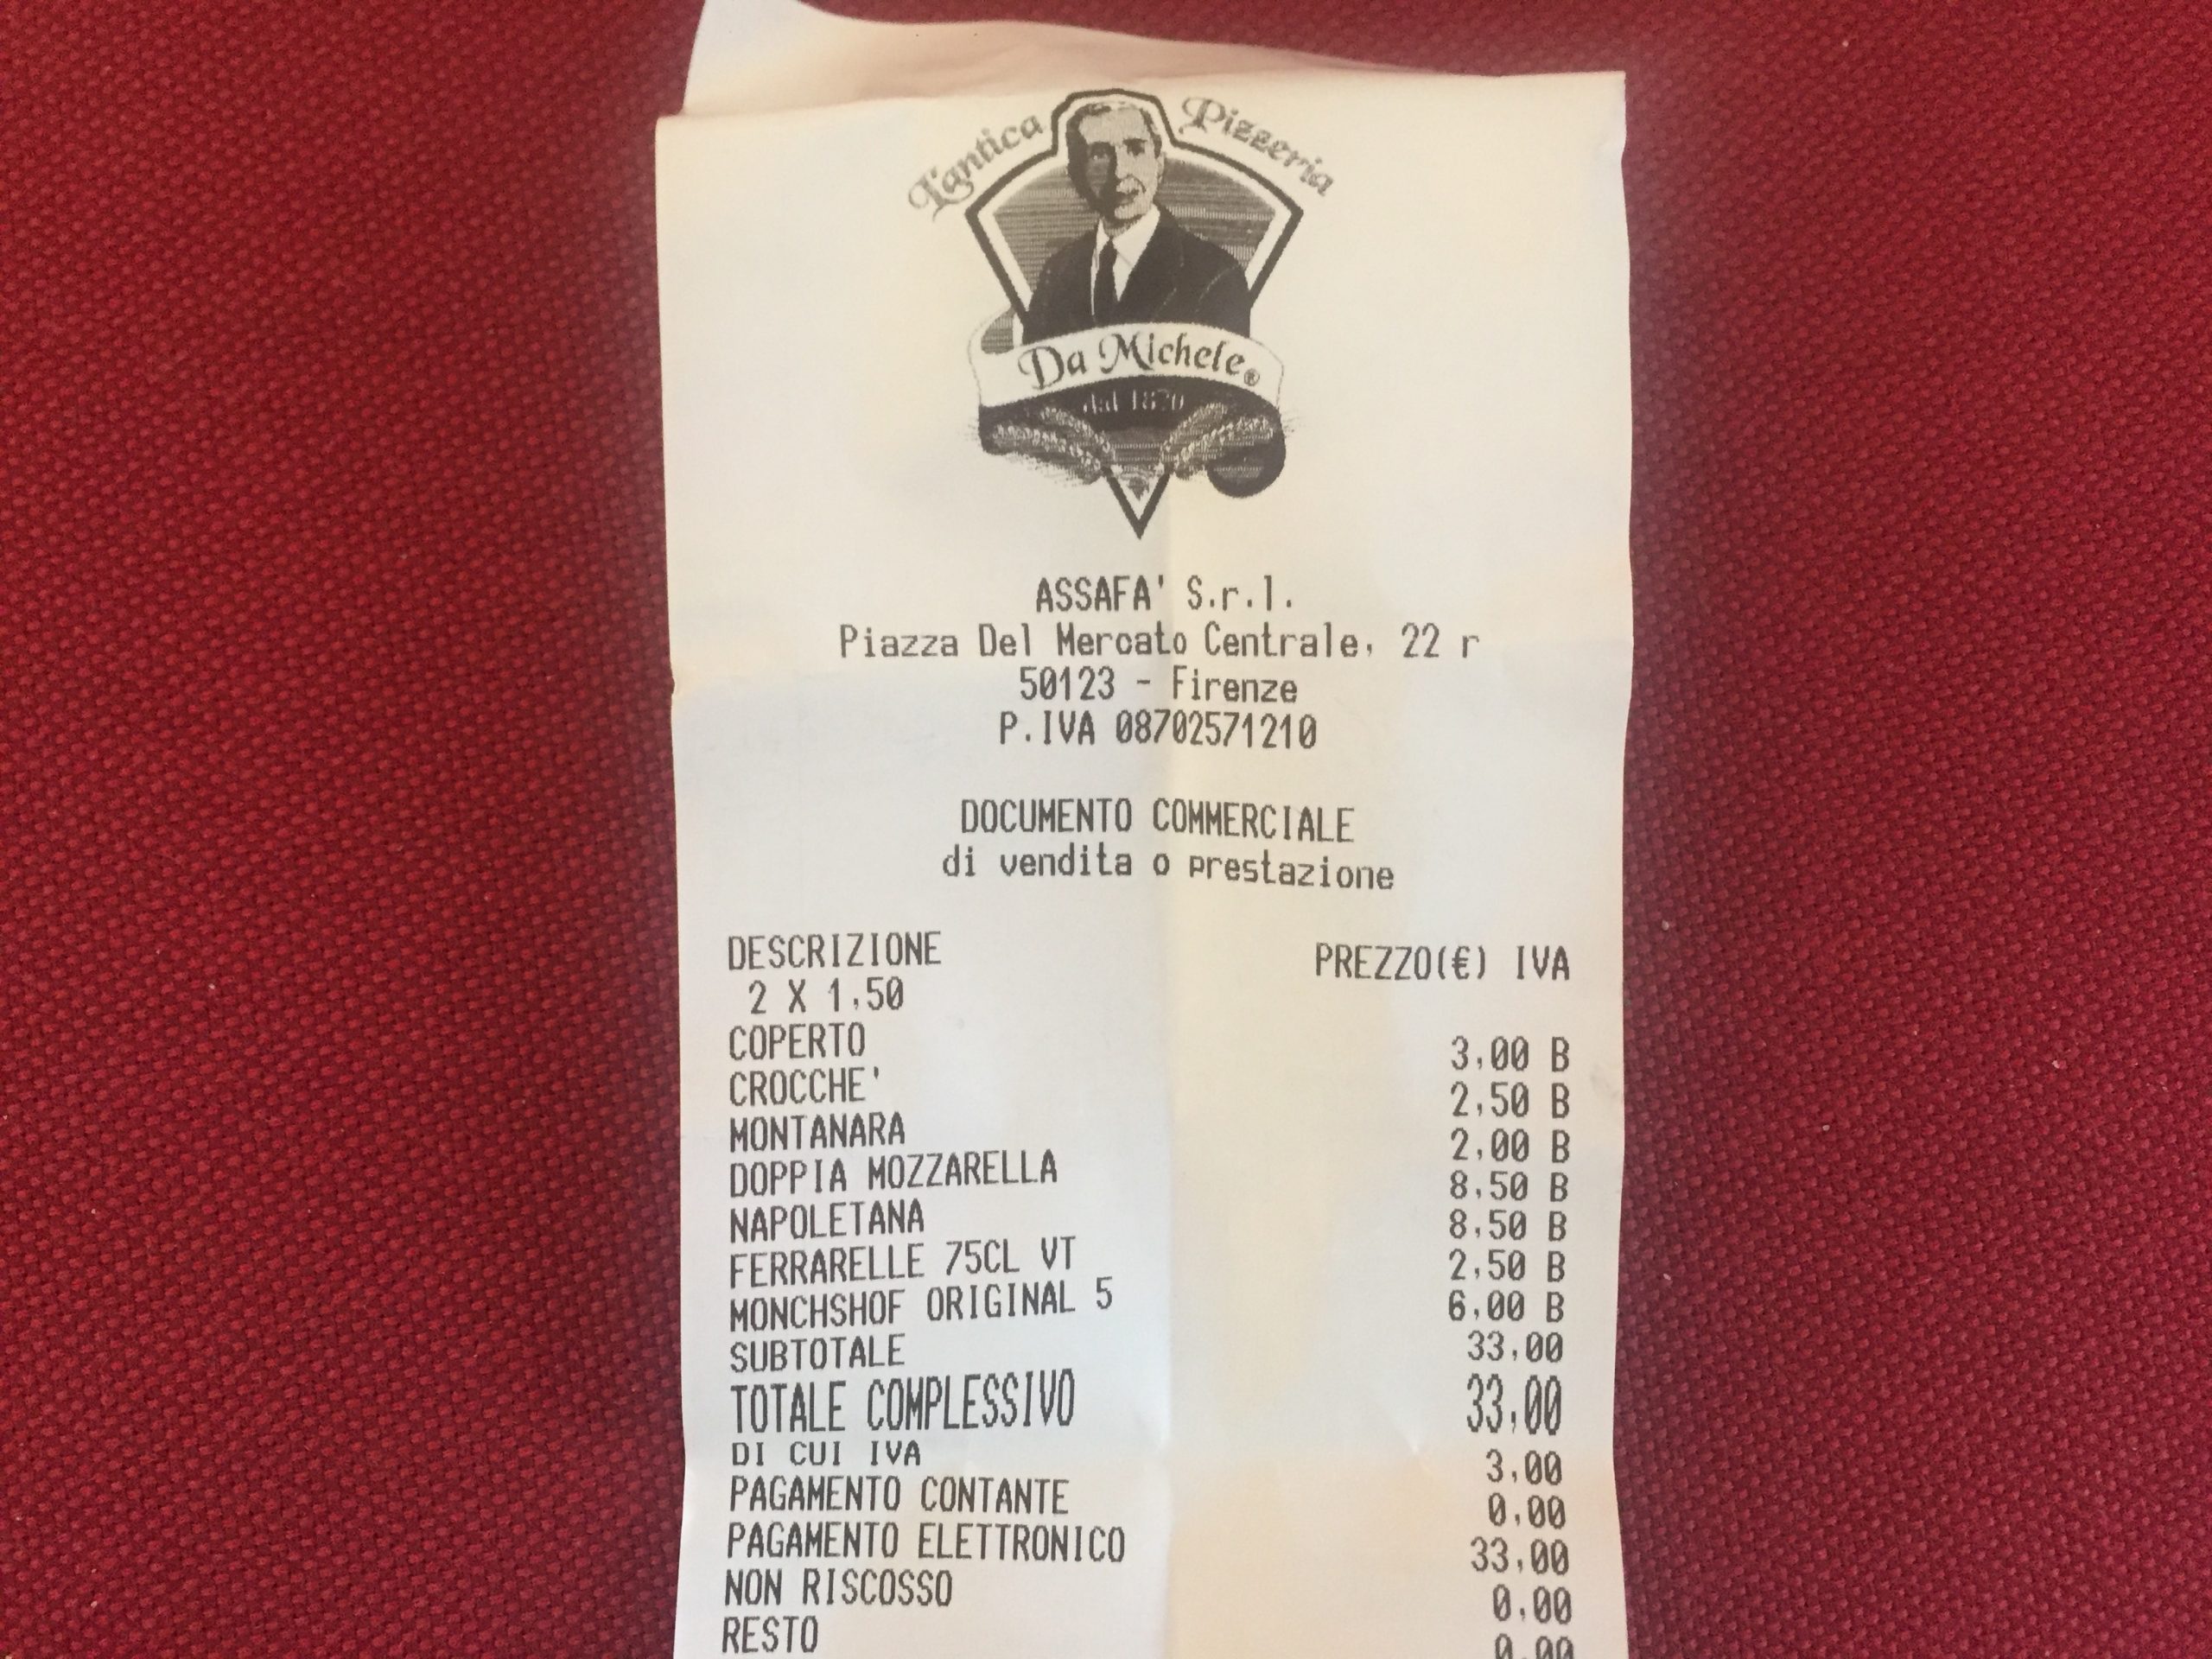 L'antica Pizzeria
Da Michele®
dal 1870
ASSAFA' S.r.l.
Piazza Del Mercato Centrale, 22 r
50123 - Firenze
P.IVA 08702571210
DOCUMENTO COMMERCIALE
di vendita o prestazione
DESCRIZIONE PREZZO(€) IVA
2 X 1,50
COPERTO 3,00 B
CROCCHE' 2,50 B
MONTANARA 2,00 B
DOPPIA MOZZARELLA 8,50 B
NAPOLETANA 8,50 B
FERRARELLE 75CL VT 2,50 B
MONCHSHOF ORIGINAL 5 6,00 B
SUBTOTALE 33,00
TOTALE COMPLESSIVO 33,00
DI CUI IVA 3,00
PAGAMENTO CONTANTE 0,00
PAGAMENTO ELETTRONICO 33,00
NON RISCOSSO 0,00
RESTO 0,00